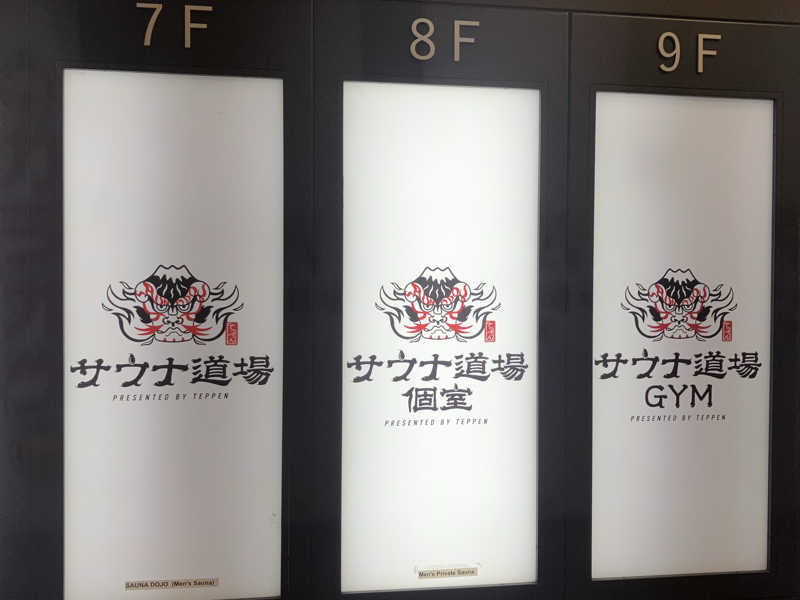 7F
サウナ道場
PRESENTED BY TEPPEN
SAUNA DOJO (Men's Sauna)
8F
サウナ道場
個室
PRESENTED BY TEPPEN
Men's Private Sauna
9F
サウナ道場
GYM
PRESENTED BY TEPPEN